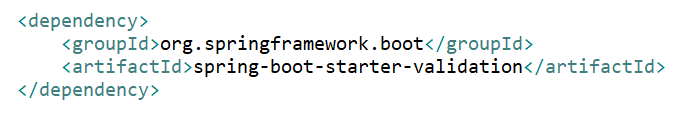 <dependency>
    <groupId>org.springframework.boot</groupId>
    <artifactId>spring-boot-starter-validation</artifactId>
</dependency>